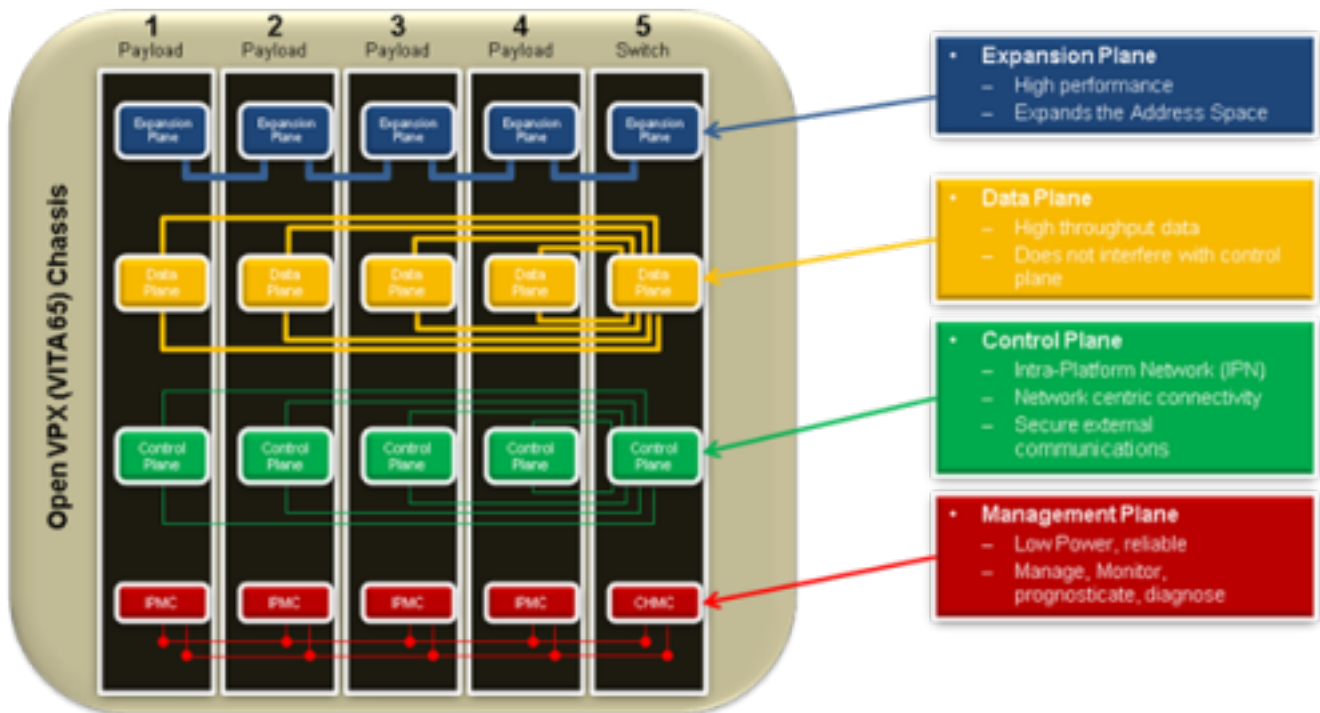 1 2 3 4 5
Payload Payload Payload Payload Switch
Open VPX (VITA65) Chassis
Expansion Plane
Expansion Plane
Expansion Plane
Expansion Plane
Expansion Plane
Data Plane
Data Plane
Data Plane
Data Plane
Data Plane
Control Plane
Control Plane
Control Plane
Control Plane
Control Plane
IPMC IPMC IPMC IPMC CHMC
• Expansion Plane
– High performance
– Expands the Address Space
• Data Plane
– High throughput data
– Does not interfere with control
plane
• Control Plane
– Intra-Platform Network (IPN)
– Network centric connectivity
– Secure external
communications
• Management Plane
– Low Power, reliable
– Manage, Monitor,
prognosticate, diagnose